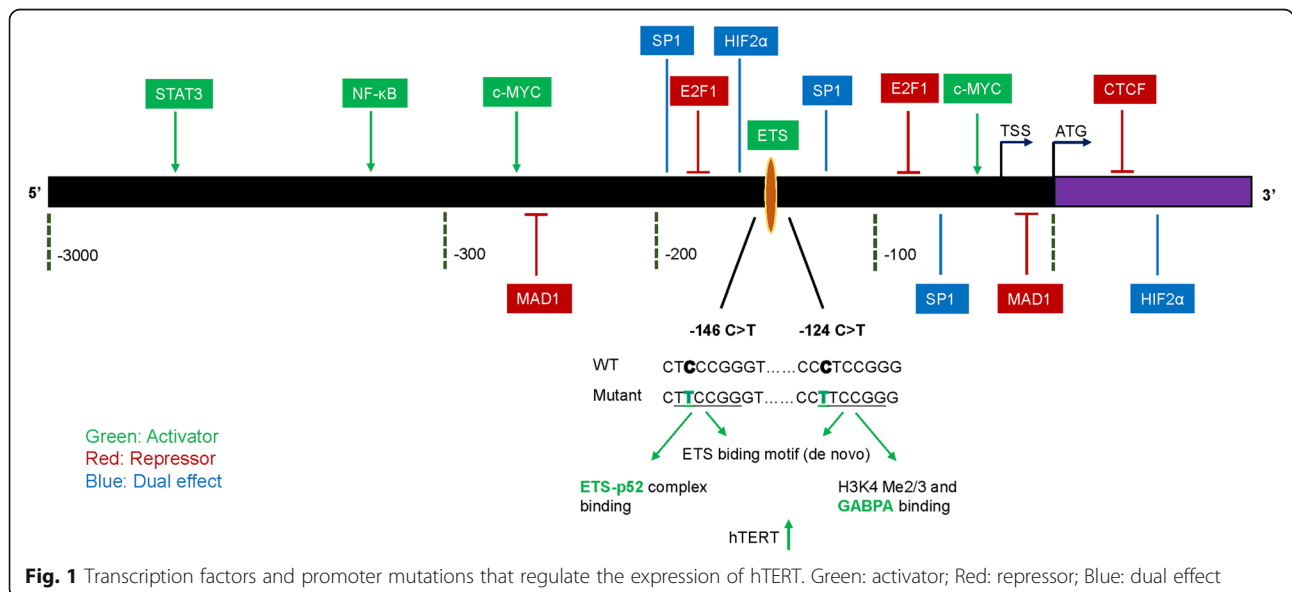 SP1 HIF2α
STAT3 NF-κB c-MYC E2F1 SP1 E2F1 c-MYC CTCF
ETS
TSS ATG
5’ 3’
-3000 -300 -200 -100
MAD1 SP1 MAD1 HIF2α
-146 C>T -124 C>T
WT CTCCCGGGT......CCCTCCGGG
Mutant CTTCCGGGT......CCTTCCGGG
Green: Activator
Red: Repressor
Blue: Dual effect
ETS biding motif (de novo)
ETS-p52 complex
binding
H3K4 Me2/3 and
GABPA binding
hTERT
Fig. 1 Transcription factors and promoter mutations that regulate the expression of hTERT. Green: activator; Red: repressor; Blue: dual effect